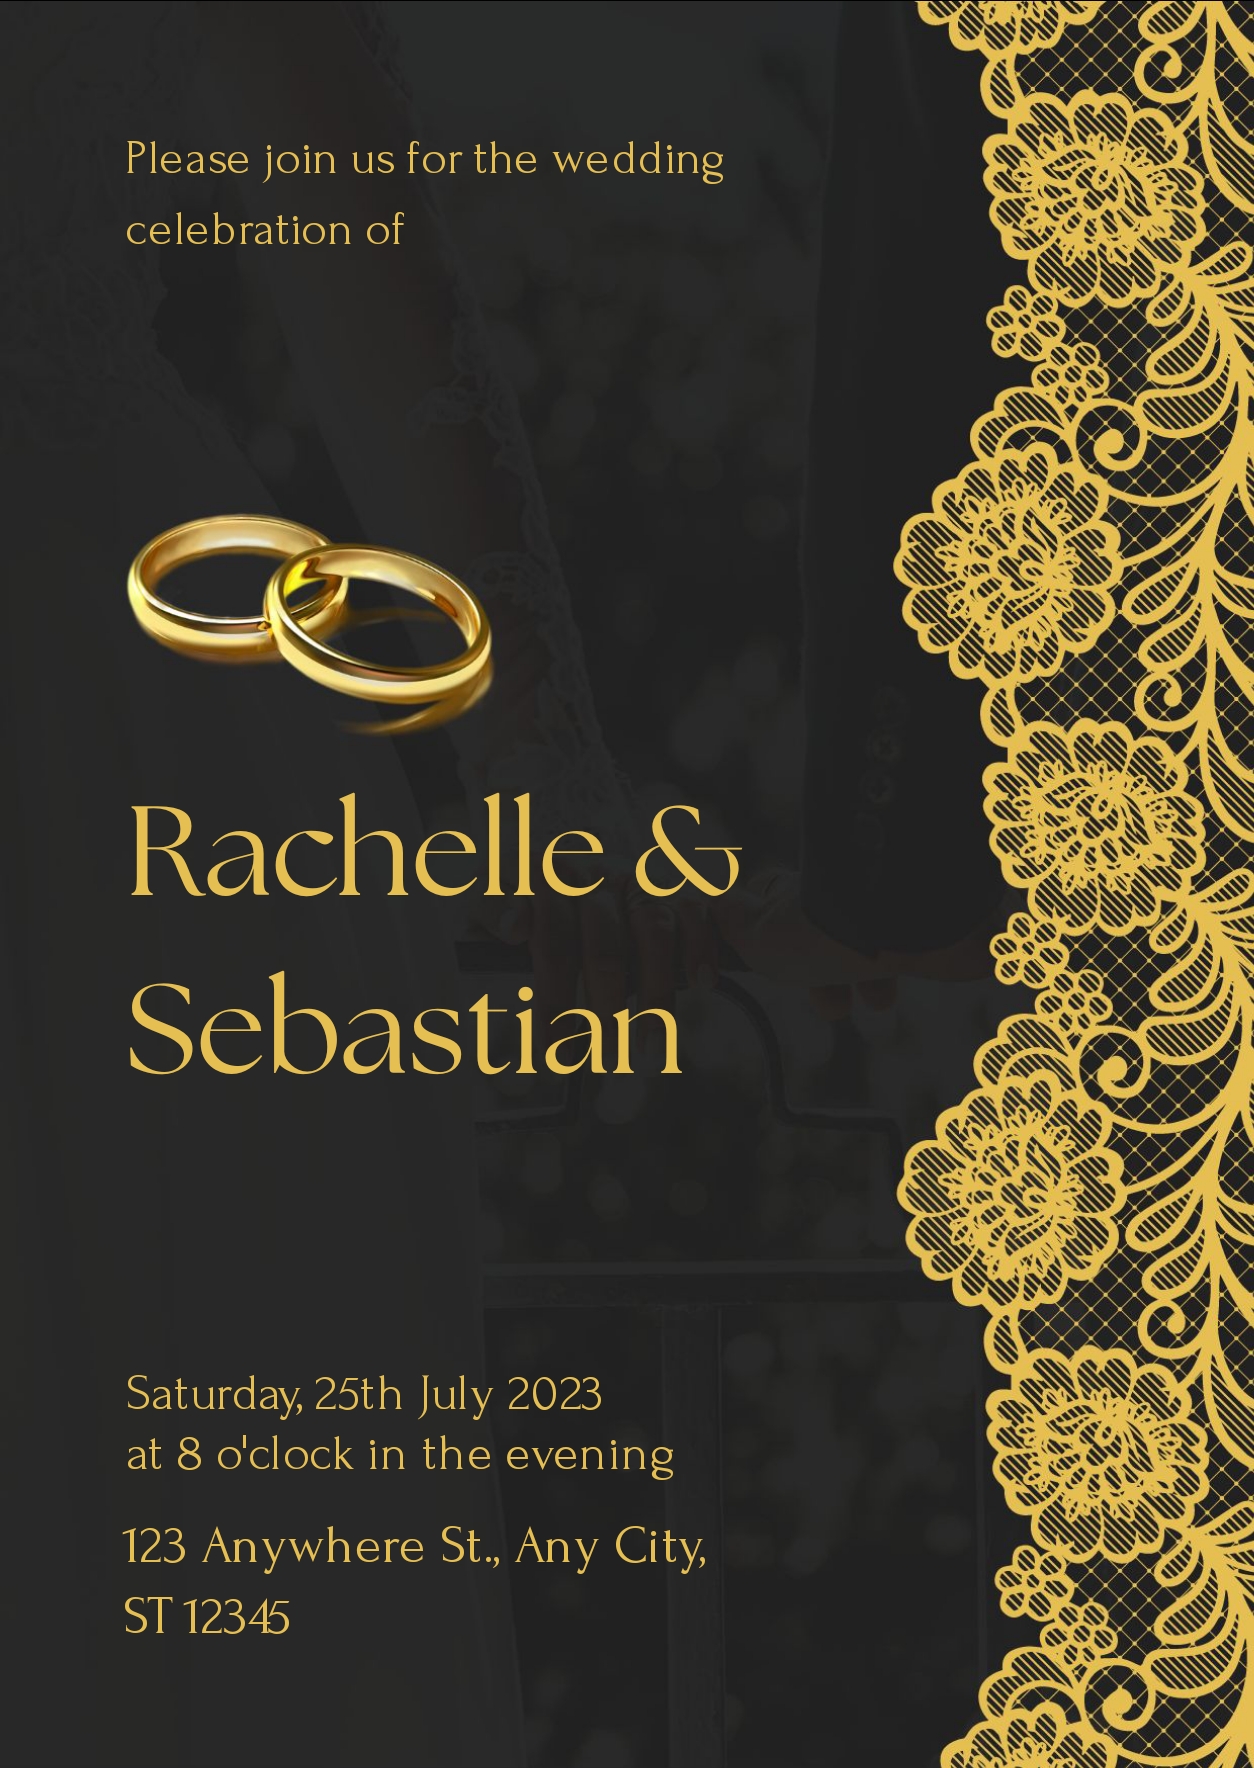 Please join us for the wedding
celebration of
Rachelle &
Sebastian
Saturday, 25th July 2023
at 8 o'clock in the evening
123 Anywhere St., Any City,
ST 12345